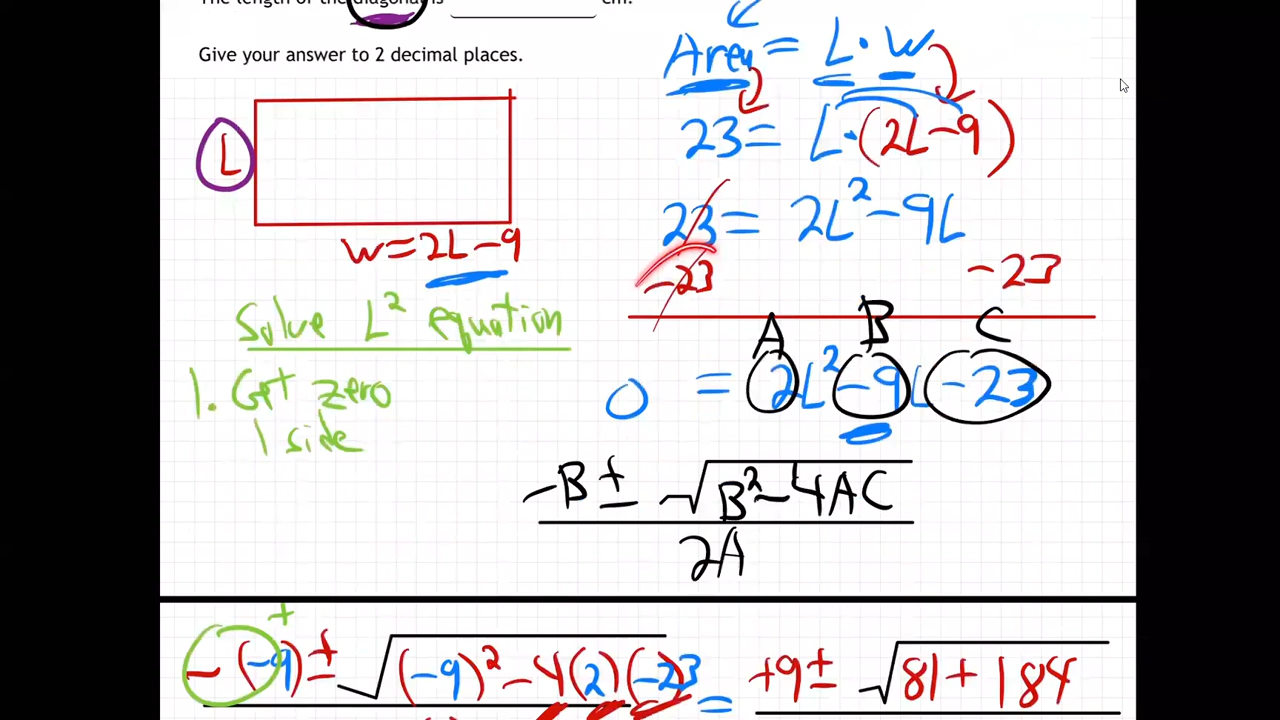 The length of the diagonal is ____________ cm.
Give your answer to 2 decimal places.
L
w = 2L - 9
Solve L² equation
1. Get zero
1 side
Area = L · W
23 = L · (2L - 9)
23 = 2L² - 9L
-23 -23
A B C
0 = 2L² - 9L - 23
-B ± √B² - 4AC
2A
+
- (-9) ± √(-9)² - 4(2)(-23 = +9 ± √81 + 184